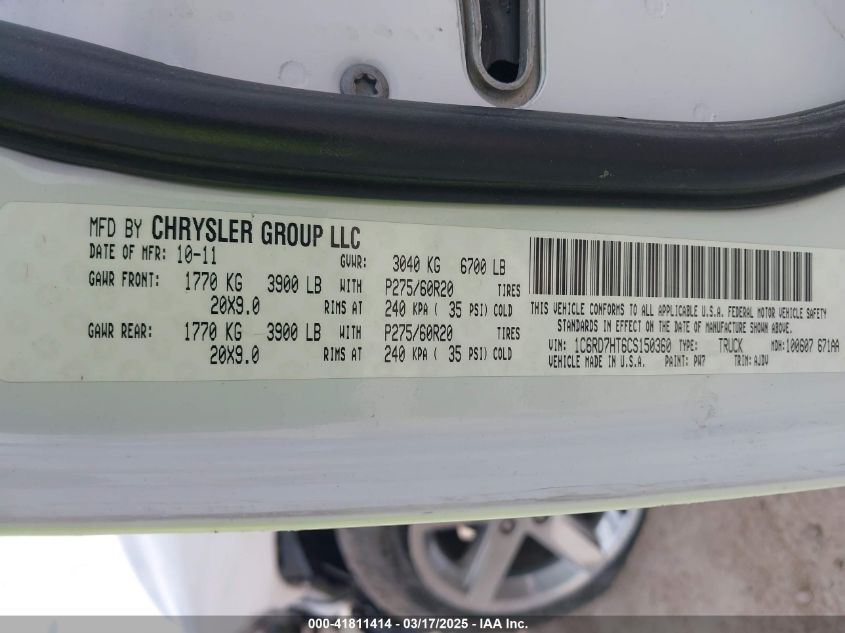 MFD BY CHRYSLER GROUP LLC
DATE OF MFR: 10-11 GVWR: 3040 KG 6700 LB
GAWR FRONT: 1770 KG 3900 LB WITH P275/60R20 TIRES
20X9.0 RIMS AT 240 KPA ( 35 PSI) COLD
GAWR REAR: 1770 KG 3900 LB WITH P275/60R20 TIRES
20X9.0 RIMS AT 240 KPA ( 35 PSI) COLD
THIS VEHICLE CONFORMS TO ALL APPLICABLE U.S.A. FEDERAL MOTOR VEHICLE SAFETY
STANDARDS IN EFFECT ON THE DATE OF MANUFACTURE SHOWN ABOVE.
VIN: 1C6RD7HT6CS150360 TYPE: TRUCK MDH: 100607 671AA
VEHICLE MADE IN U.S.A. PAINT: PW7 TRIM: AJDV
000-41811414 - 03/17/2025 - IAA Inc.